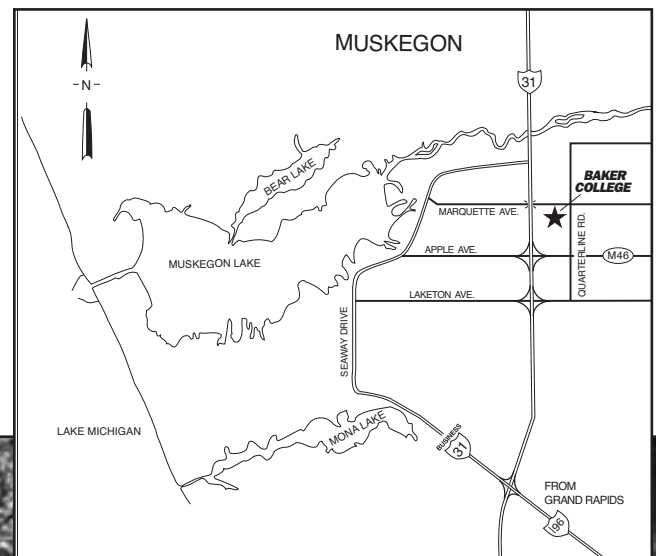 MUSKEGON
N
31
BEAR LAKE
BAKER
COLLEGE
MARQUETTE AVE.
QUARTERLINE RD.
MUSKEGON LAKE
APPLE AVE.
M46
LAKETON AVE.
SEAWAY DRIVE
LAKE MICHIGAN
MONA LAKE
BUSINESS
31
FROM
GRAND RAPIDS
I96